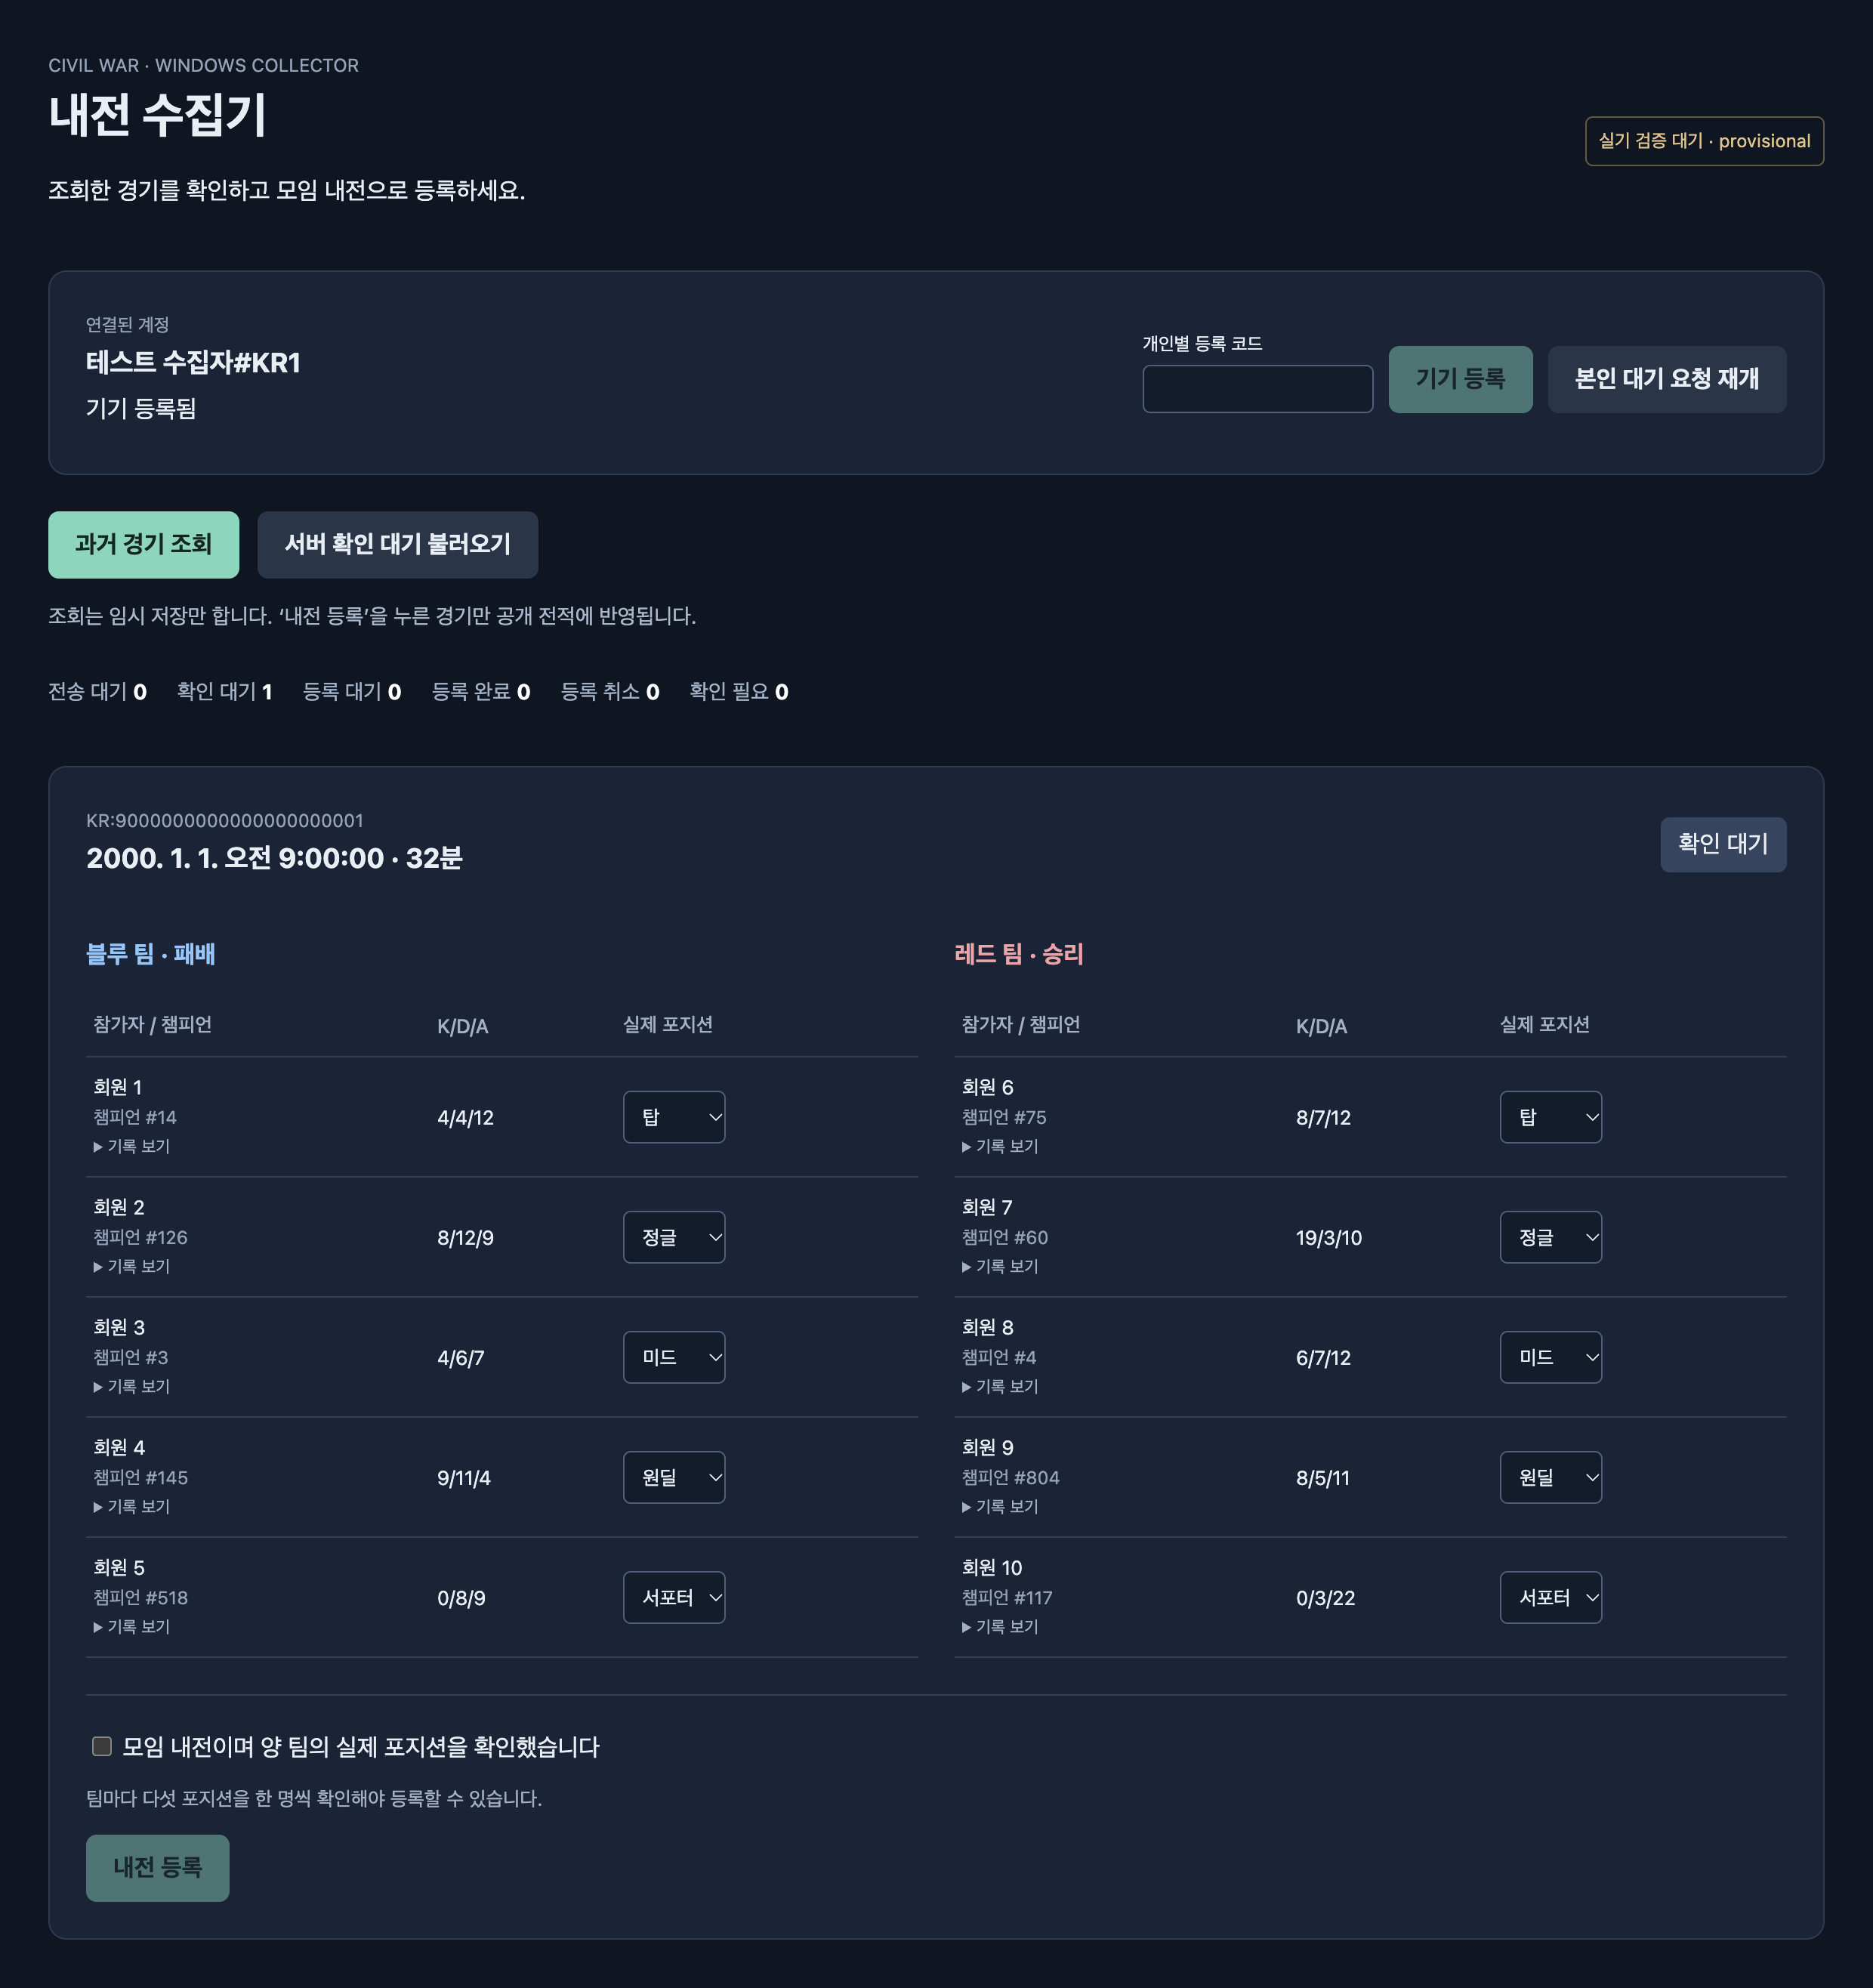 CIVIL WAR · WINDOWS COLLECTOR
내전 수집기
실기 검증 대기 · provisional
조회한 경기를 확인하고 모임 내전으로 등록하세요.
연결된 계정
테스트 수집자#KR1
기기 등록됨
개인별 등록 코드
기기 등록
본인 대기 요청 재개
과거 경기 조회
서버 확인 대기 불러오기
조회는 임시 저장만 합니다. ‘내전 등록’을 누른 경기만 공개 전적에 반영됩니다.
전송 대기 0 확인 대기 1 등록 대기 0 등록 완료 0 등록 취소 0 확인 필요 0
KR:9000000000000000000001
2000. 1. 1. 오전 9:00:00 · 32분
확인 대기
블루 팀 · 패배
참가자 / 챔피언 K/D/A 실제 포지션
회원 1
챔피언 #14
▶ 기록 보기
4/4/12
탑
회원 2
챔피언 #126
▶ 기록 보기
8/12/9
정글
회원 3
챔피언 #3
▶ 기록 보기
4/6/7
미드
회원 4
챔피언 #145
▶ 기록 보기
9/11/4
원딜
회원 5
챔피언 #518
▶ 기록 보기
0/8/9
서포터
레드 팀 · 승리
참가자 / 챔피언 K/D/A 실제 포지션
회원 6
챔피언 #75
▶ 기록 보기
8/7/12
탑
회원 7
챔피언 #60
▶ 기록 보기
19/3/10
정글
회원 8
챔피언 #4
▶ 기록 보기
6/7/12
미드
회원 9
챔피언 #804
▶ 기록 보기
8/5/11
원딜
회원 10
챔피언 #117
▶ 기록 보기
0/3/22
서포터
모임 내전이며 양 팀의 실제 포지션을 확인했습니다
팀마다 다섯 포지션을 한 명씩 확인해야 등록할 수 있습니다.
내전 등록